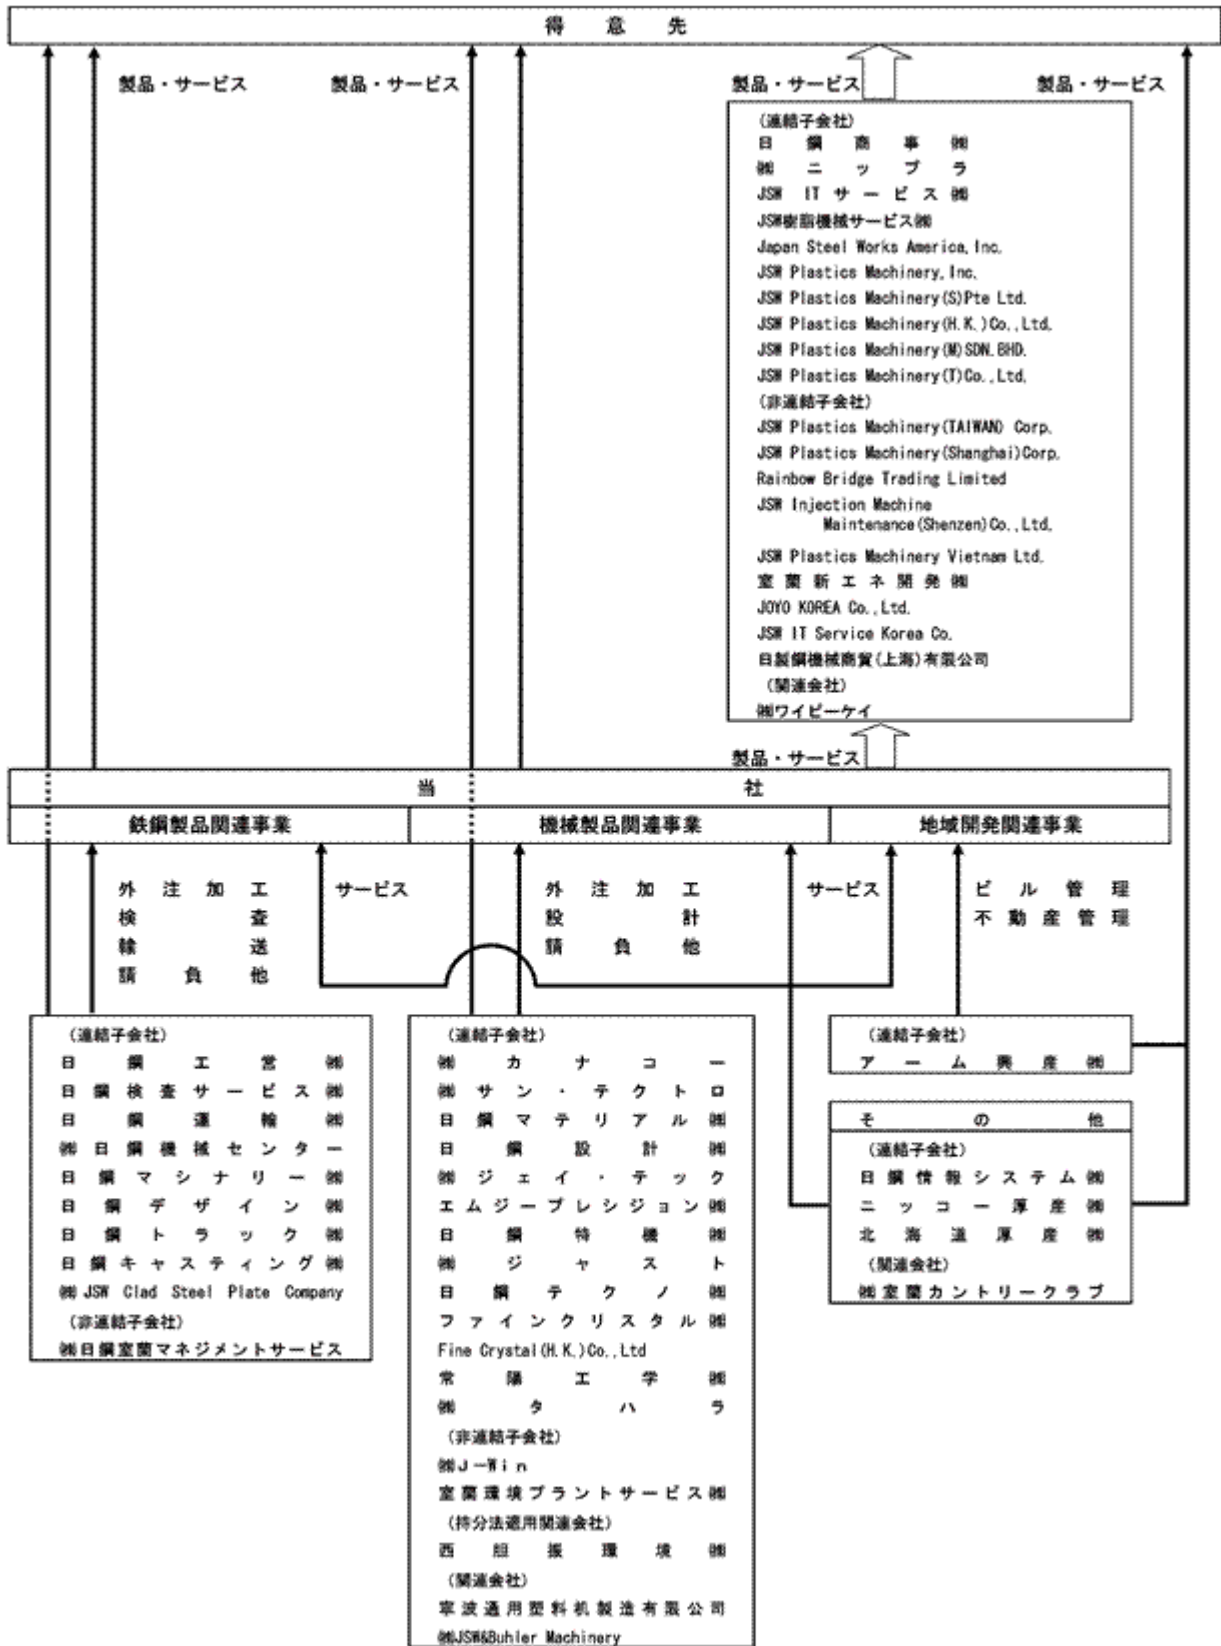 得意先
製品・サービス
製品・サービス
製品・サービス
製品・サービス
(連結子会社)
日鋼商事㈱
㈱ニップラ
JSW ITサービス㈱
JSW樹脂機械サービス㈱
Japan Steel Works America, Inc.
JSW Plastics Machinery, Inc.
JSW Plastics Machinery(S)Pte Ltd.
JSW Plastics Machinery(H.K.)Co.,Ltd.
JSW Plastics Machinery(M)SDN.BHD.
JSW Plastics Machinery(T)Co.,Ltd.
(非連結子会社)
JSW Plastics Machinery(TAIWAN) Corp.
JSW Plastics Machinery(Shanghai)Corp.
Rainbow Bridge Trading Limited
JSW Injection Machine
Maintenance(Shenzen)Co.,Ltd.
JSW Plastics Machinery Vietnam Ltd.
室蘭新エネ開発㈱
JOYO KOREA Co.,Ltd.
JSW IT Service Korea Co.
日製鋼機械商貿(上海)有限公司
(関連会社)
㈱ワイピーケイ
製品・サービス
当社
鉄鋼製品関連事業
機械製品関連事業
地域開発関連事業
外注加工
検査
輸送
請負他
サービス
外注加工
設計
請負他
サービス
ビル管理
不動産管理
(連結子会社)
日鋼工営㈱
日鋼検査サービス㈱
日鋼運輸㈱
㈱日鋼機械センター
日鋼マシナリー㈱
日鋼デザイン㈱
日鋼トラック㈱
日鋼キャスティング㈱
㈱JSW Clad Steel Plate Company
(非連結子会社)
㈱日鋼室蘭マネジメントサービス
(連結子会社)
㈱カナコー
㈱サン・テクトロ
日鋼マテリアル㈱
日鋼設計㈱
㈱ジェイ・テック
エムジープレシジョン㈱
日鋼特機㈱
㈱ジャスト
日鋼テクノ㈱
ファインクリスタル㈱
Fine Crystal(H.K.)Co.,Ltd
常陽工学㈱
㈱タハラ
(非連結子会社)
㈱J-Win
室蘭環境プラントサービス㈱
(持分法適用関連会社)
西胆振環境㈱
(関連会社)
寧波通用塑料机製造有限公司
㈱JSW&Buhler Machinery
(連結子会社)
アーム興産㈱
その他
(連結子会社)
日鋼情報システム㈱
ニッコー厚産㈱
北海道厚産㈱
(関連会社)
㈱室蘭カントリークラブ